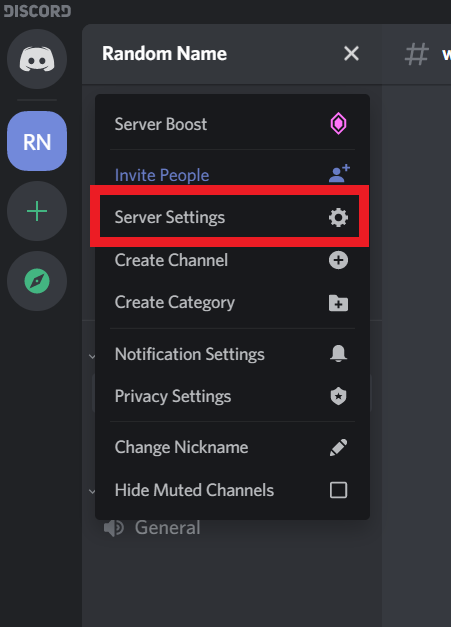 DISCORD
Random Name
#
RN
Server Boost
Invite People
Server Settings
Create Channel
Create Category
Notification Settings
Privacy Settings
Change Nickname
Hide Muted Channels
General